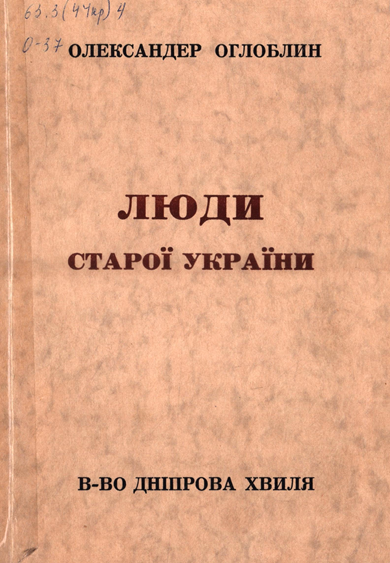 63.3(4Укр)4
О-37
ОЛЕКСАНДЕР ОГЛОБЛИН
ЛЮДИ
СТАРОЇ УКРАЇНИ
В-ВО ДНІПРОВА ХВИЛЯ